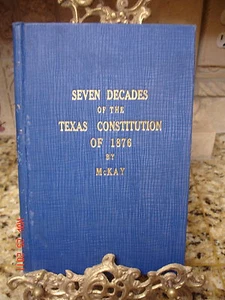 SEVEN DECADES
OF THE
TEXAS CONSTITUTION
OF 1876
BY
McKAY